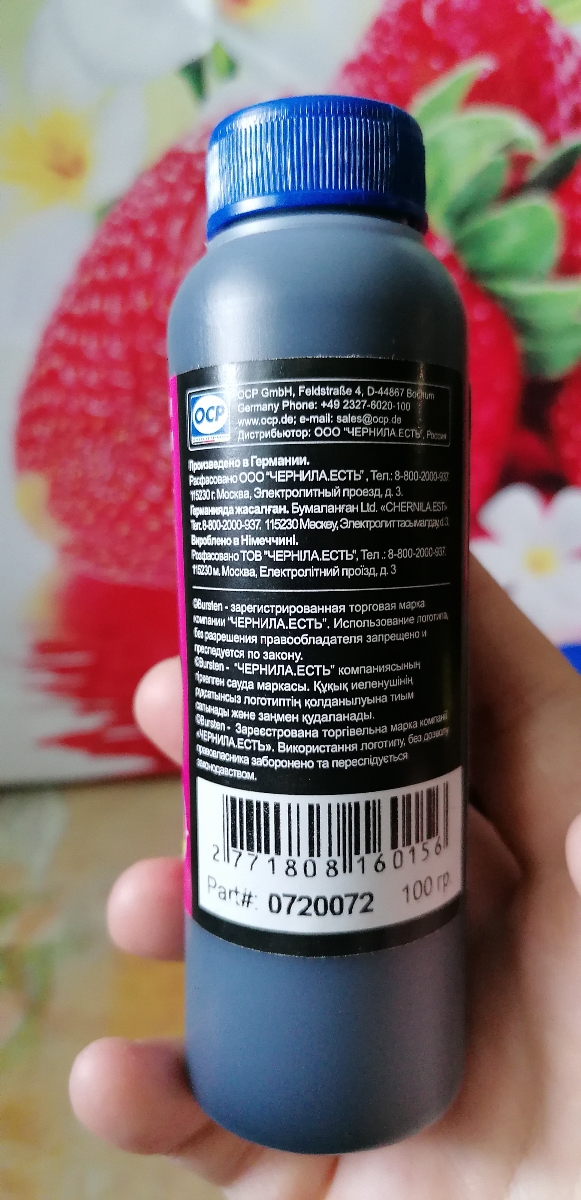 OCP
OCP GmbH, Feldstraße 4, D-44867 Bochum
Germany Phone: +49 2327-6020-100
www.ocp.de; e-mail: sales@ocp.de
Дистрибьютор: ООО "ЧЕРНИЛА.ЕСТЬ", Россия
Произведено в Германии.
Расфасовано ООО "ЧЕРНИЛА.ЕСТЬ", Тел.: 8-800-2000-937.
115230 г. Москва, Электролитный проезд, д. 3.
Германияда жасалған. Бумаланған Ltd. «CHERNILA.EST»
Тел: 8-800-2000-937. 115230 Мәскеу,
Вироблено в Німеччині.
Розфасовано ТОВ "ЧЕРНІЛА.ЕСТЬ", Тел .: 8-800-2000-937.
115230 м. Москва, Електролітний проїзд, д. 3
©Bursten - зарегистрированная торговая марка
компании "ЧЕРНИЛА.ЕСТЬ". Использование логотипа,
без разрешения правообладателя запрещено и
преследуется по закону.
©Bursten - "ЧЕРНИЛА.ЕСТЬ" компаниясының
тіркелген сауда маркасы. Құқық иеленушінің
рұқсатынсыз логотиптің қолданылуына тиым
салынады және заңмен қудаланады.
©Bursten - Зареєстрована торгівельна марка компанії
«ЧЕРНИЛА.ЕСТЬ». Використання логотипу, без дозволу
правовласника заборонено та переслідується
законодавством.
2 771808 160156
Part#: 0720072 100 гр.